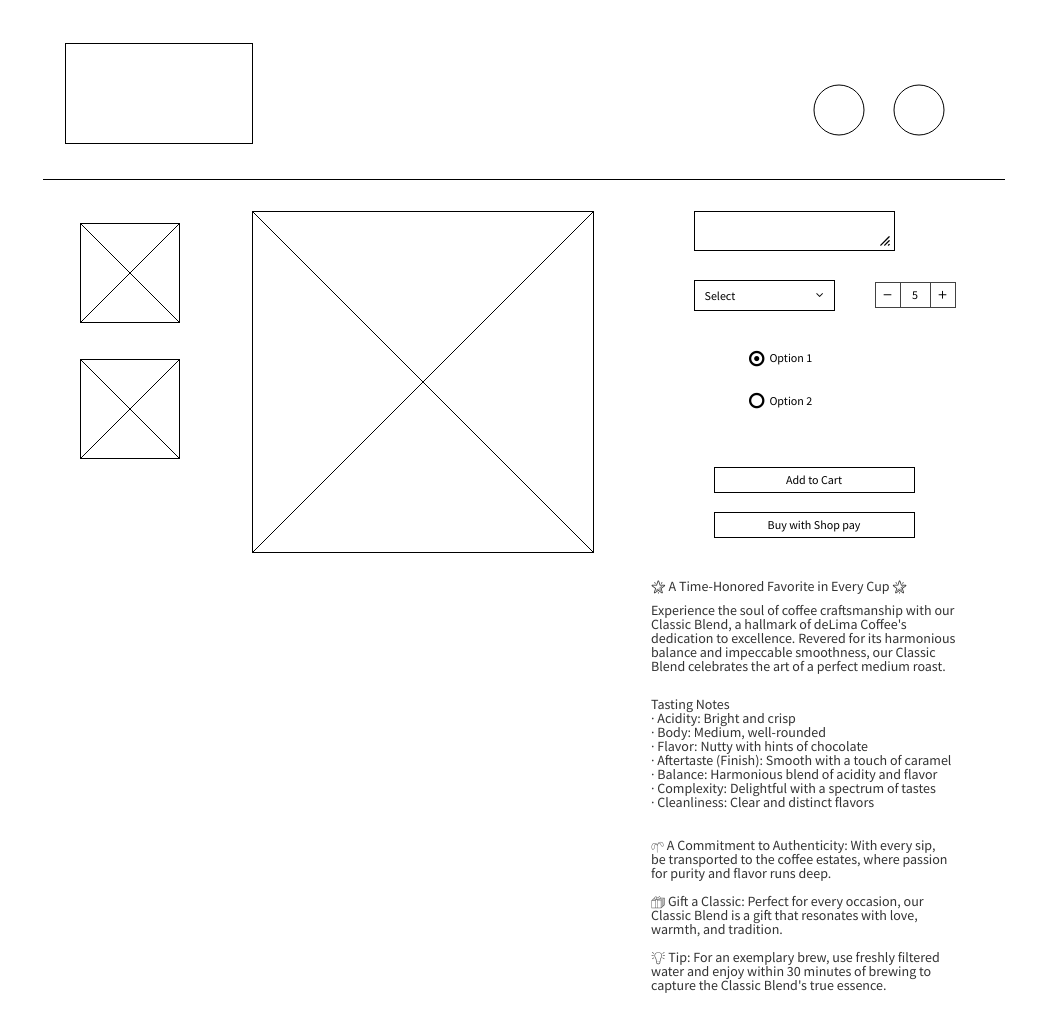 Select
− 5 +
Option 1
Option 2
Add to Cart
Buy with Shop pay
🌟 A Time-Honored Favorite in Every Cup 🌟
Experience the soul of coffee craftsmanship with our
Classic Blend, a hallmark of deLima Coffee's
dedication to excellence. Revered for its harmonious
balance and impeccable smoothness, our Classic
Blend celebrates the art of a perfect medium roast.
Tasting Notes
· Acidity: Bright and crisp
· Body: Medium, well-rounded
· Flavor: Nutty with hints of chocolate
· Aftertaste (Finish): Smooth with a touch of caramel
· Balance: Harmonious blend of acidity and flavor
· Complexity: Delightful with a spectrum of tastes
· Cleanliness: Clear and distinct flavors
🌱 A Commitment to Authenticity: With every sip,
be transported to the coffee estates, where passion
for purity and flavor runs deep.
🎁 Gift a Classic: Perfect for every occasion, our
Classic Blend is a gift that resonates with love,
warmth, and tradition.
💡 Tip: For an exemplary brew, use freshly filtered
water and enjoy within 30 minutes of brewing to
capture the Classic Blend's true essence.